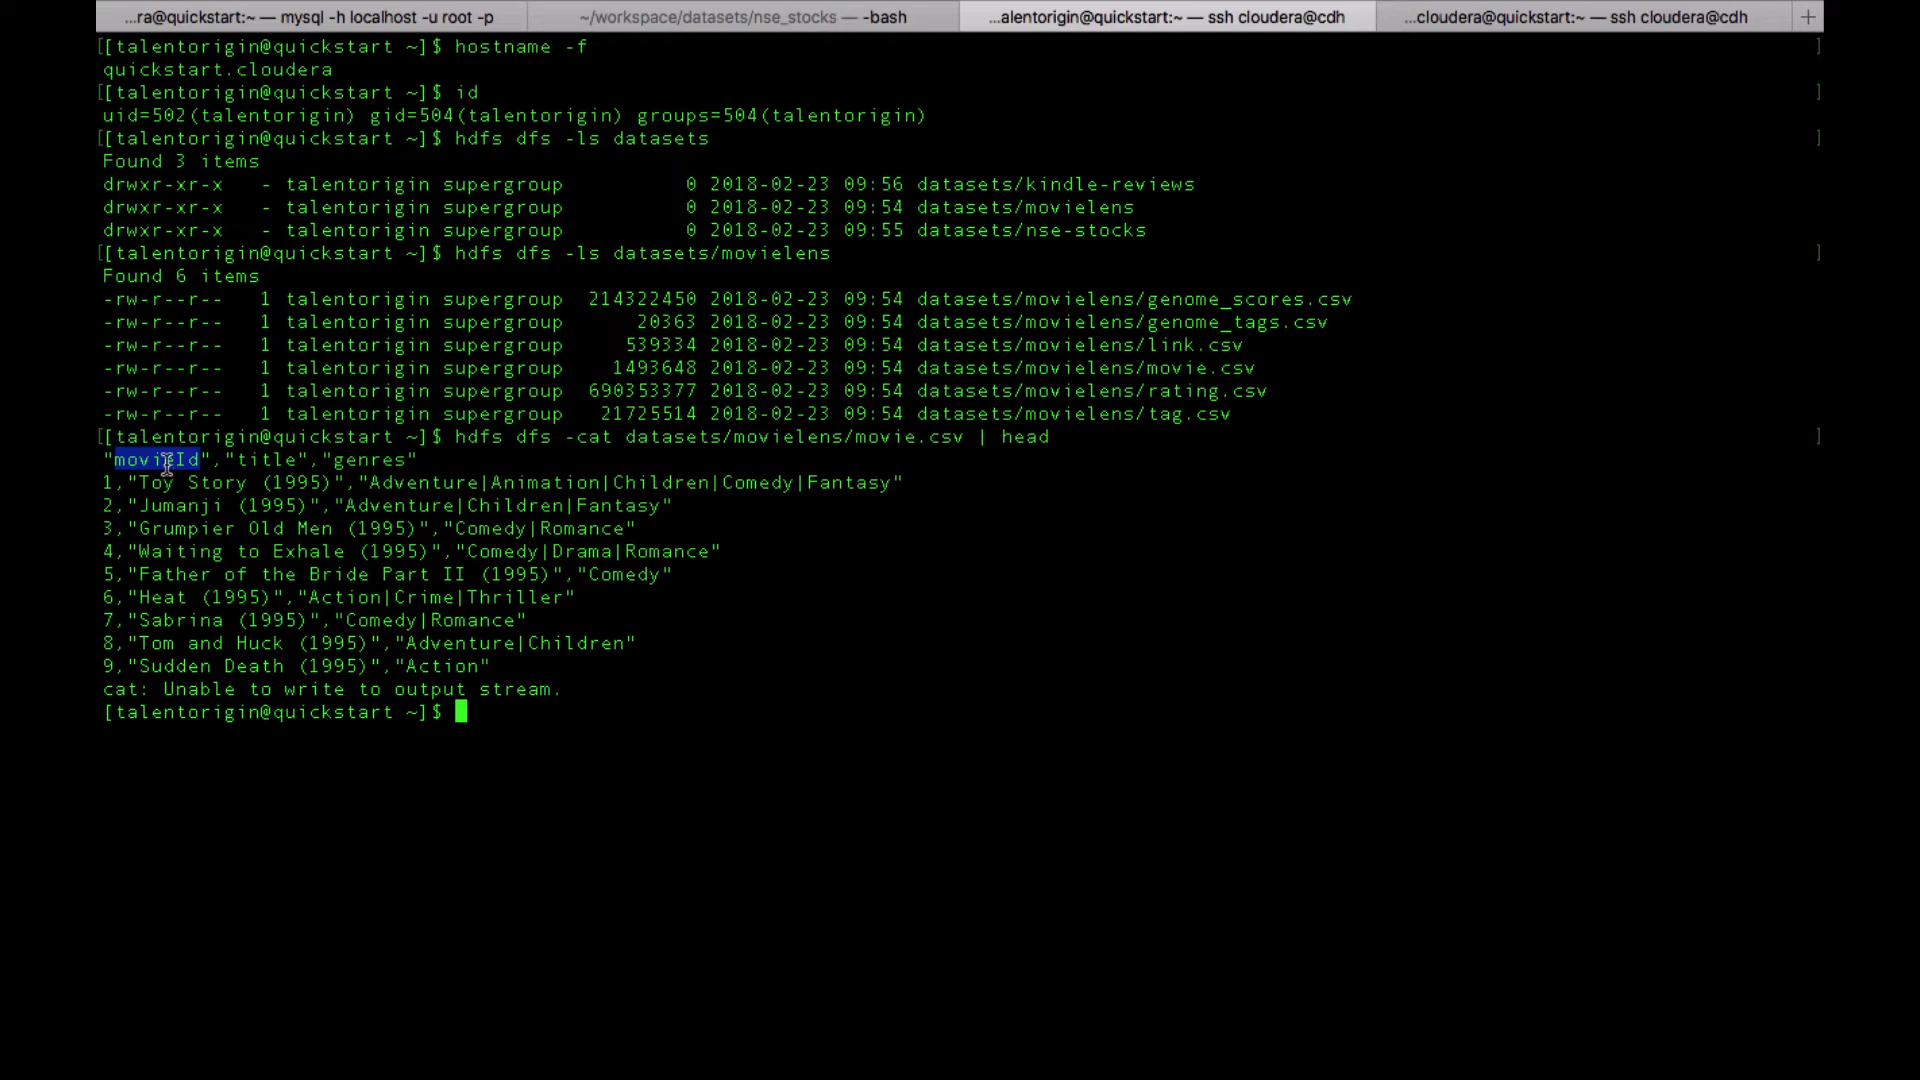 ...ra@quickstart:~ — mysql -h localhost -u root -p
~/workspace/datasets/nse_stocks — -bash
...alentorigin@quickstart:~ — ssh cloudera@cdh
...cloudera@quickstart:~ — ssh cloudera@cdh
+
[[talentorigin@quickstart ~]$ hostname -f ]
quickstart.cloudera
[[talentorigin@quickstart ~]$ id ]
uid=502(talentorigin) gid=504(talentorigin) groups=504(talentorigin)
[[talentorigin@quickstart ~]$ hdfs dfs -ls datasets ]
Found 3 items
drwxr-xr-x   - talentorigin supergroup          0 2018-02-23 09:56 datasets/kindle-reviews
drwxr-xr-x   - talentorigin supergroup          0 2018-02-23 09:54 datasets/movielens
drwxr-xr-x   - talentorigin supergroup          0 2018-02-23 09:55 datasets/nse-stocks
[[talentorigin@quickstart ~]$ hdfs dfs -ls datasets/movielens ]
Found 6 items
-rw-r--r--   1 talentorigin supergroup  214322450 2018-02-23 09:54 datasets/movielens/genome_scores.csv
-rw-r--r--   1 talentorigin supergroup      20363 2018-02-23 09:54 datasets/movielens/genome_tags.csv
-rw-r--r--   1 talentorigin supergroup     539334 2018-02-23 09:54 datasets/movielens/link.csv
-rw-r--r--   1 talentorigin supergroup    1493648 2018-02-23 09:54 datasets/movielens/movie.csv
-rw-r--r--   1 talentorigin supergroup  690353377 2018-02-23 09:54 datasets/movielens/rating.csv
-rw-r--r--   1 talentorigin supergroup   21725514 2018-02-23 09:54 datasets/movielens/tag.csv
[[talentorigin@quickstart ~]$ hdfs dfs -cat datasets/movielens/movie.csv | head ]
"movieId","title","genres"
1,"Toy Story (1995)","Adventure|Animation|Children|Comedy|Fantasy"
2,"Jumanji (1995)","Adventure|Children|Fantasy"
3,"Grumpier Old Men (1995)","Comedy|Romance"
4,"Waiting to Exhale (1995)","Comedy|Drama|Romance"
5,"Father of the Bride Part II (1995)","Comedy"
6,"Heat (1995)","Action|Crime|Thriller"
7,"Sabrina (1995)","Comedy|Romance"
8,"Tom and Huck (1995)","Adventure|Children"
9,"Sudden Death (1995)","Action"
cat: Unable to write to output stream.
[talentorigin@quickstart ~]$